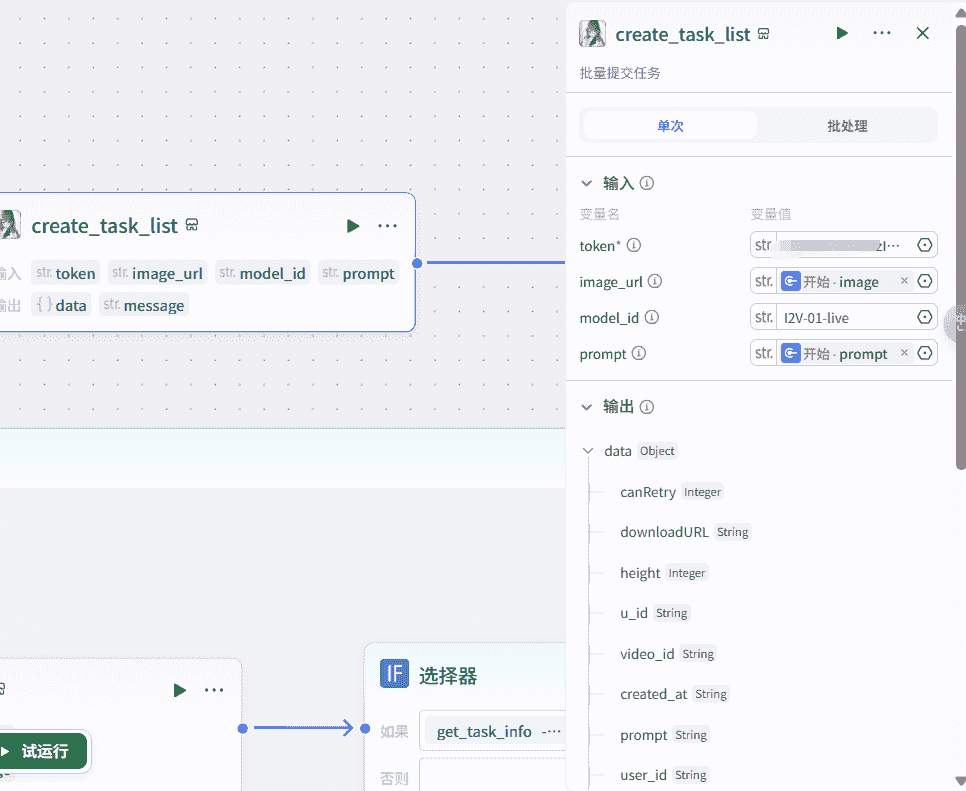 create_task_list
输入 str. token str. image_url str. model_id str. prompt
输出 { } data str. message
试运行
IF 选择器
如果 get_task_info -···
否则
create_task_list
批量提交任务
单次 批处理
输入
变量名 变量值
token* str. zI···
image_url str. 开始 · image
model_id str. I2V-01-live
prompt str. 开始 · prompt
输出
data Object
canRetry Integer
downloadURL String
height Integer
u_id String
video_id String
created_at String
prompt String
user_id String